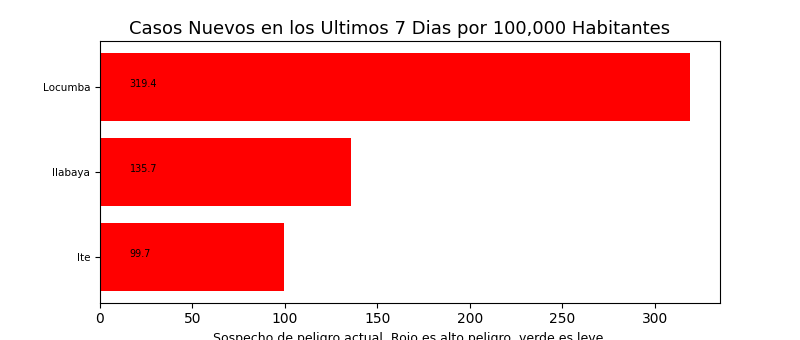 Casos Nuevos en los Ultimos 7 Dias por 100,000 Habitantes
Locumba
319.4
Ilabaya
135.7
Ite
99.7
0 50 100 150 200 250 300
Sospecho de peligro actual. Rojo es alto peligro, verde es leve